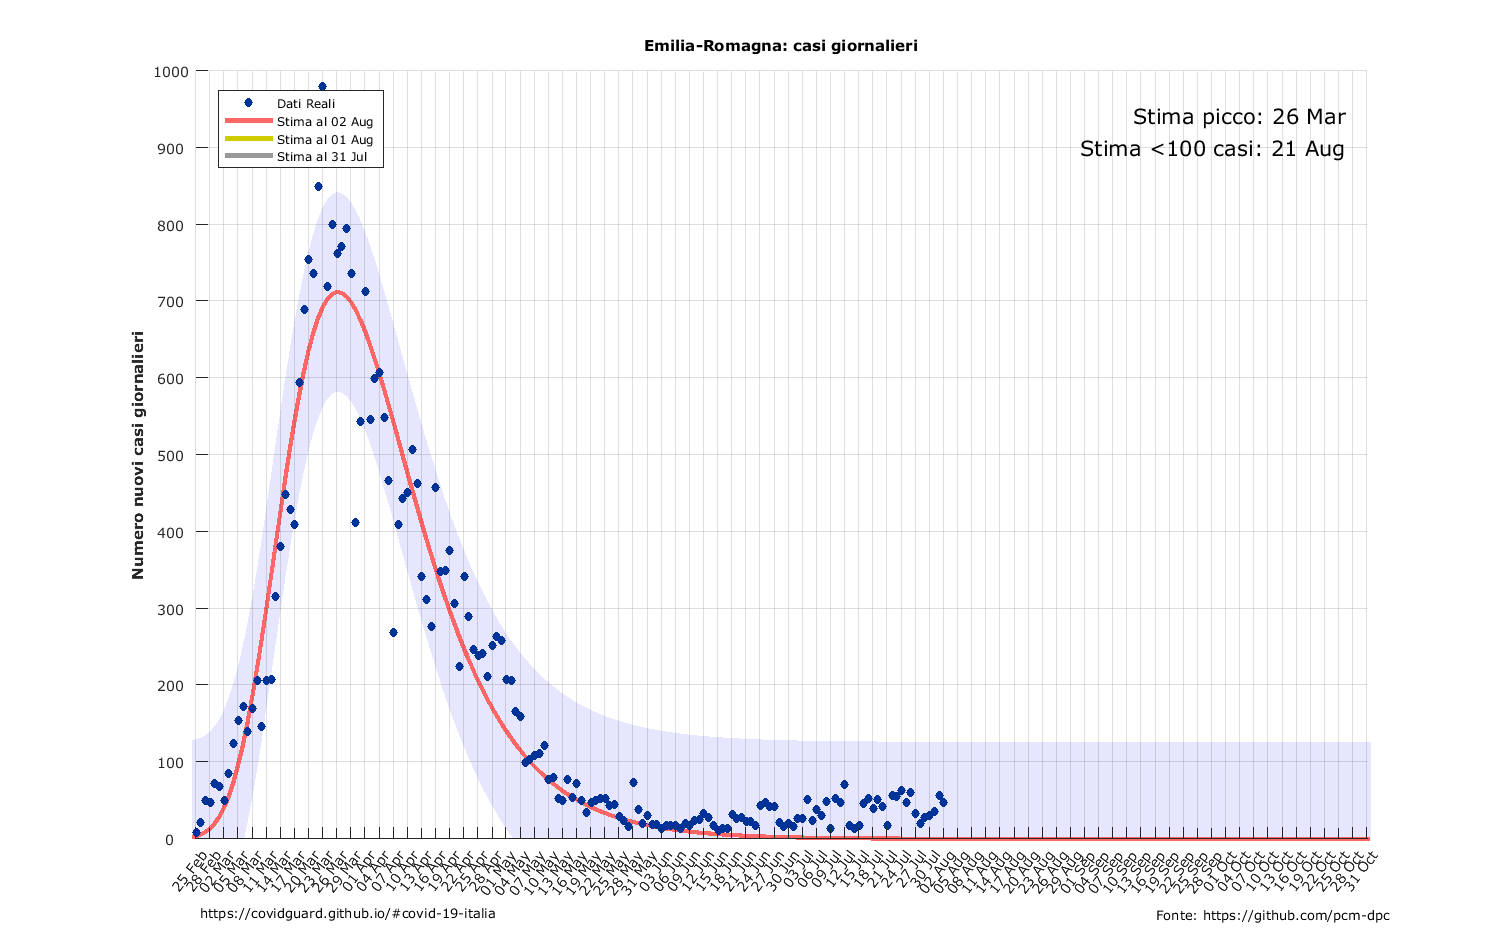 Emilia-Romagna: casi giornalieri
1000
900
800
700
600
500
400
300
200
100
0
Numero nuovi casi giornalieri
Dati Reali
Stima al 02 Aug
Stima al 01 Aug
Stima al 31 Jul
Stima picco: 26 Mar
Stima <100 casi: 21 Aug
25 Feb
28 Feb
02 Mar
05 Mar
08 Mar
11 Mar
14 Mar
17 Mar
20 Mar
23 Mar
26 Mar
29 Mar
01 Apr
04 Apr
07 Apr
10 Apr
13 Apr
16 Apr
19 Apr
22 Apr
25 Apr
28 Apr
01 May
04 May
07 May
10 May
13 May
16 May
19 May
22 May
25 May
28 May
31 May
03 Jun
06 Jun
09 Jun
12 Jun
15 Jun
18 Jun
21 Jun
24 Jun
27 Jun
30 Jun
03 Jul
06 Jul
09 Jul
12 Jul
15 Jul
18 Jul
21 Jul
24 Jul
27 Jul
30 Jul
02 Aug
05 Aug
08 Aug
11 Aug
14 Aug
17 Aug
20 Aug
23 Aug
26 Aug
29 Aug
01 Sep
04 Sep
07 Sep
10 Sep
13 Sep
16 Sep
19 Sep
22 Sep
25 Sep
28 Sep
01 Oct
04 Oct
07 Oct
10 Oct
13 Oct
16 Oct
19 Oct
22 Oct
25 Oct
28 Oct
31 Oct
https://covidguard.github.io/#covid-19-italia
Fonte: https://github.com/pcm-dpc